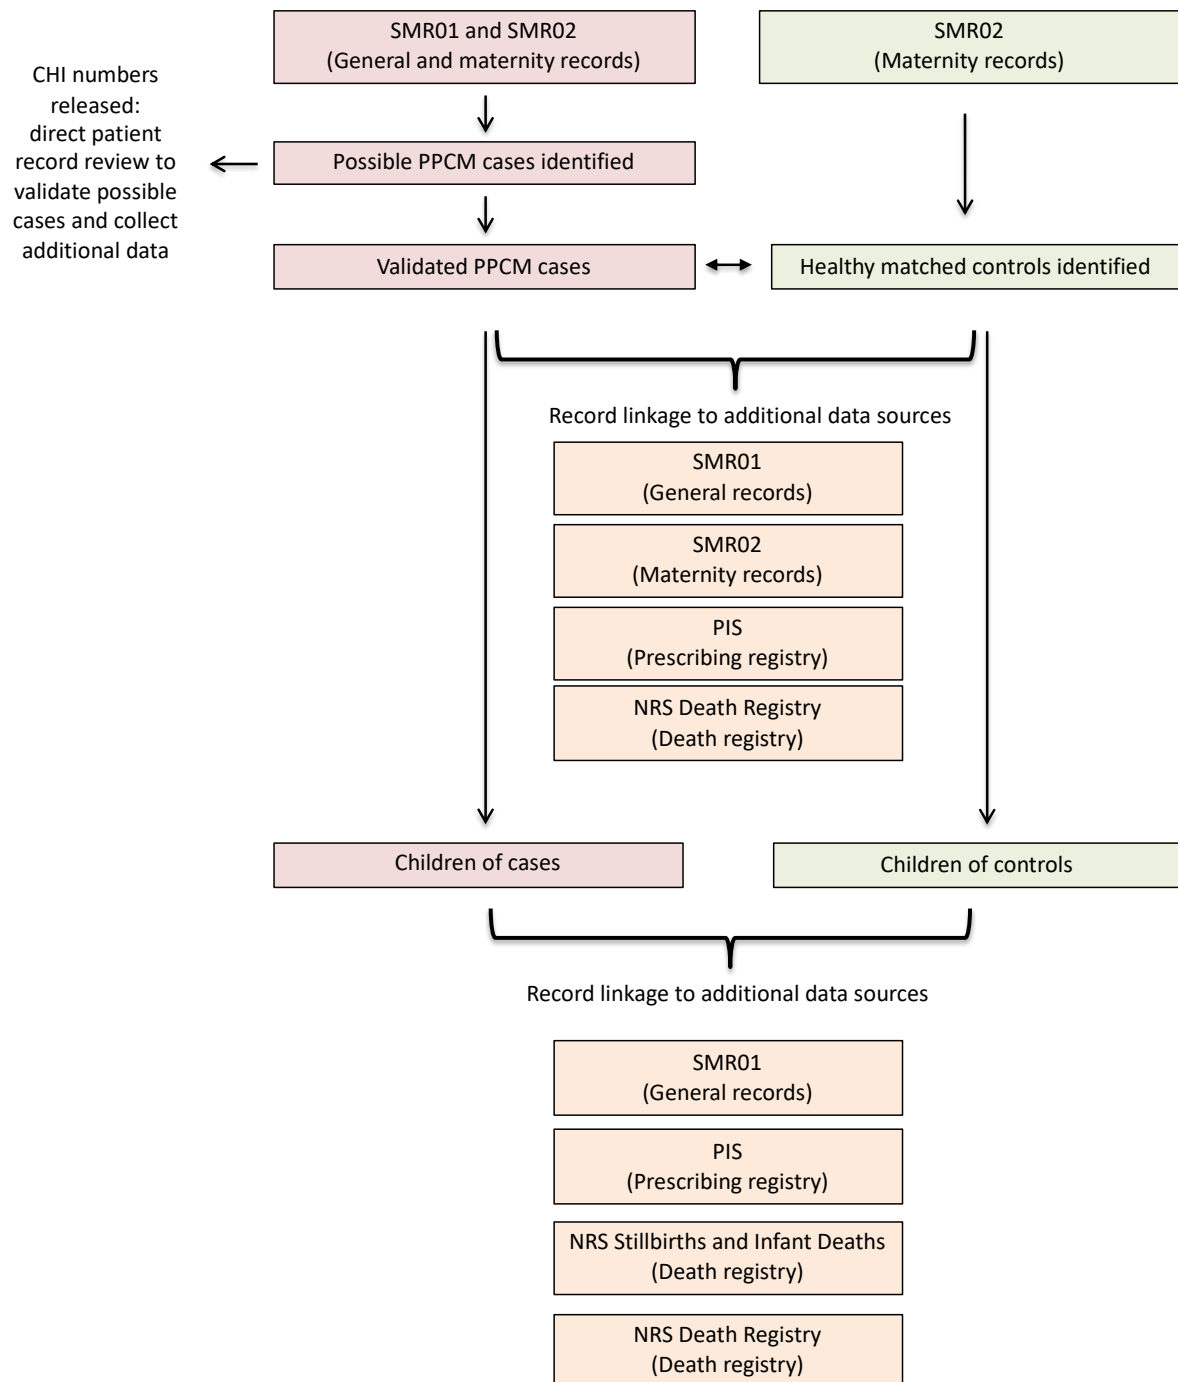 SMR01 and SMR02
(General and maternity records)
SMR02
(Maternity records)
CHI numbers
released:
direct patient
record review to
validate possible
cases and collect
additional data
Possible PPCM cases identified
Validated PPCM cases
Healthy matched controls identified
Record linkage to additional data sources
SMR01
(General records)
SMR02
(Maternity records)
PIS
(Prescribing registry)
NRS Death Registry
(Death registry)
Children of cases
Children of controls
Record linkage to additional data sources
SMR01
(General records)
PIS
(Prescribing registry)
NRS Stillbirths and Infant Deaths
(Death registry)
NRS Death Registry
(Death registry)